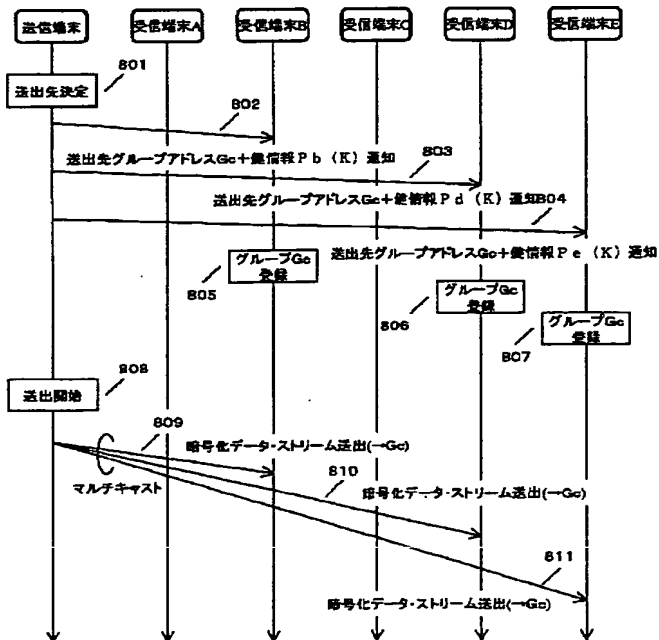 送信端末 受信端末A 受信端末B 受信端末C 受信端末D 受信端末E
801
送出先決定
802
803
送出先グループアドレスGc+鍵情報Pb(K)通知
送出先グループアドレスGc+鍵情報Pd(K)通知804
送出先グループアドレスGc+鍵情報Pe(K)通知
グループGc
登録
805
グループGc
登録
806
グループGc
登録
807
808
送出開始
809
暗号化データ・ストリーム送出(→Gc)
マルチキャスト
810
暗号化データ・ストリーム送出(→Gc)
811
暗号化データ・ストリーム送出(→Gc)